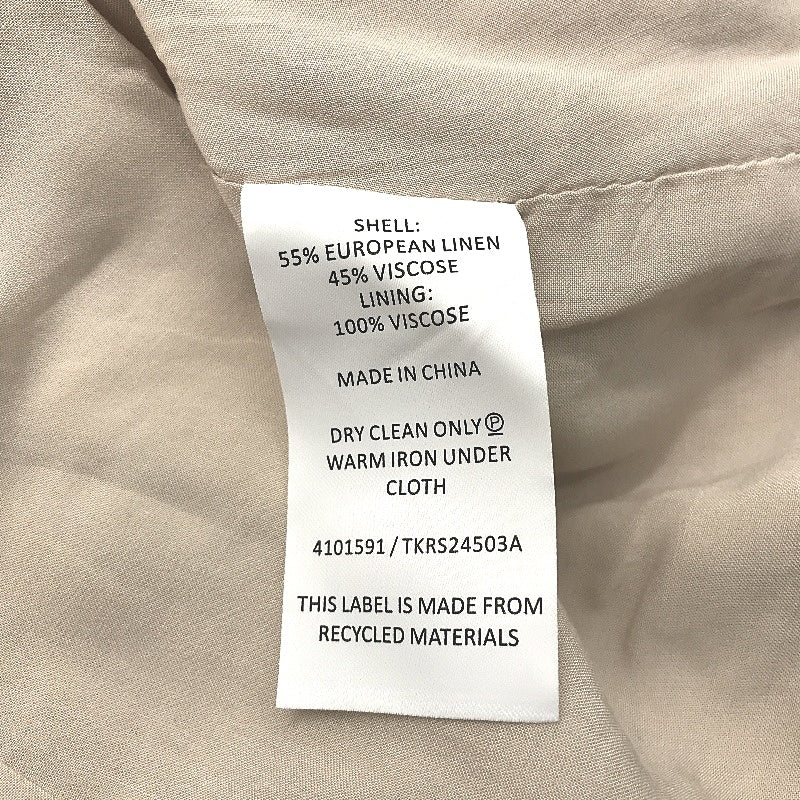 SHELL:
55% EUROPEAN LINEN
45% VISCOSE
LINING:
100% VISCOSE
MADE IN CHINA
DRY CLEAN ONLY Ⓟ
WARM IRON UNDER
CLOTH
4101591/TKRS24503A
THIS LABEL IS MADE FROM
RECYCLED MATERIALS